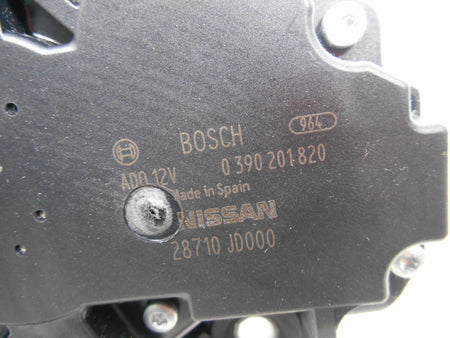 BOSCH 964
ADO 12V 0 390 201 820
Made in Spain
NISSAN
28710 JD000